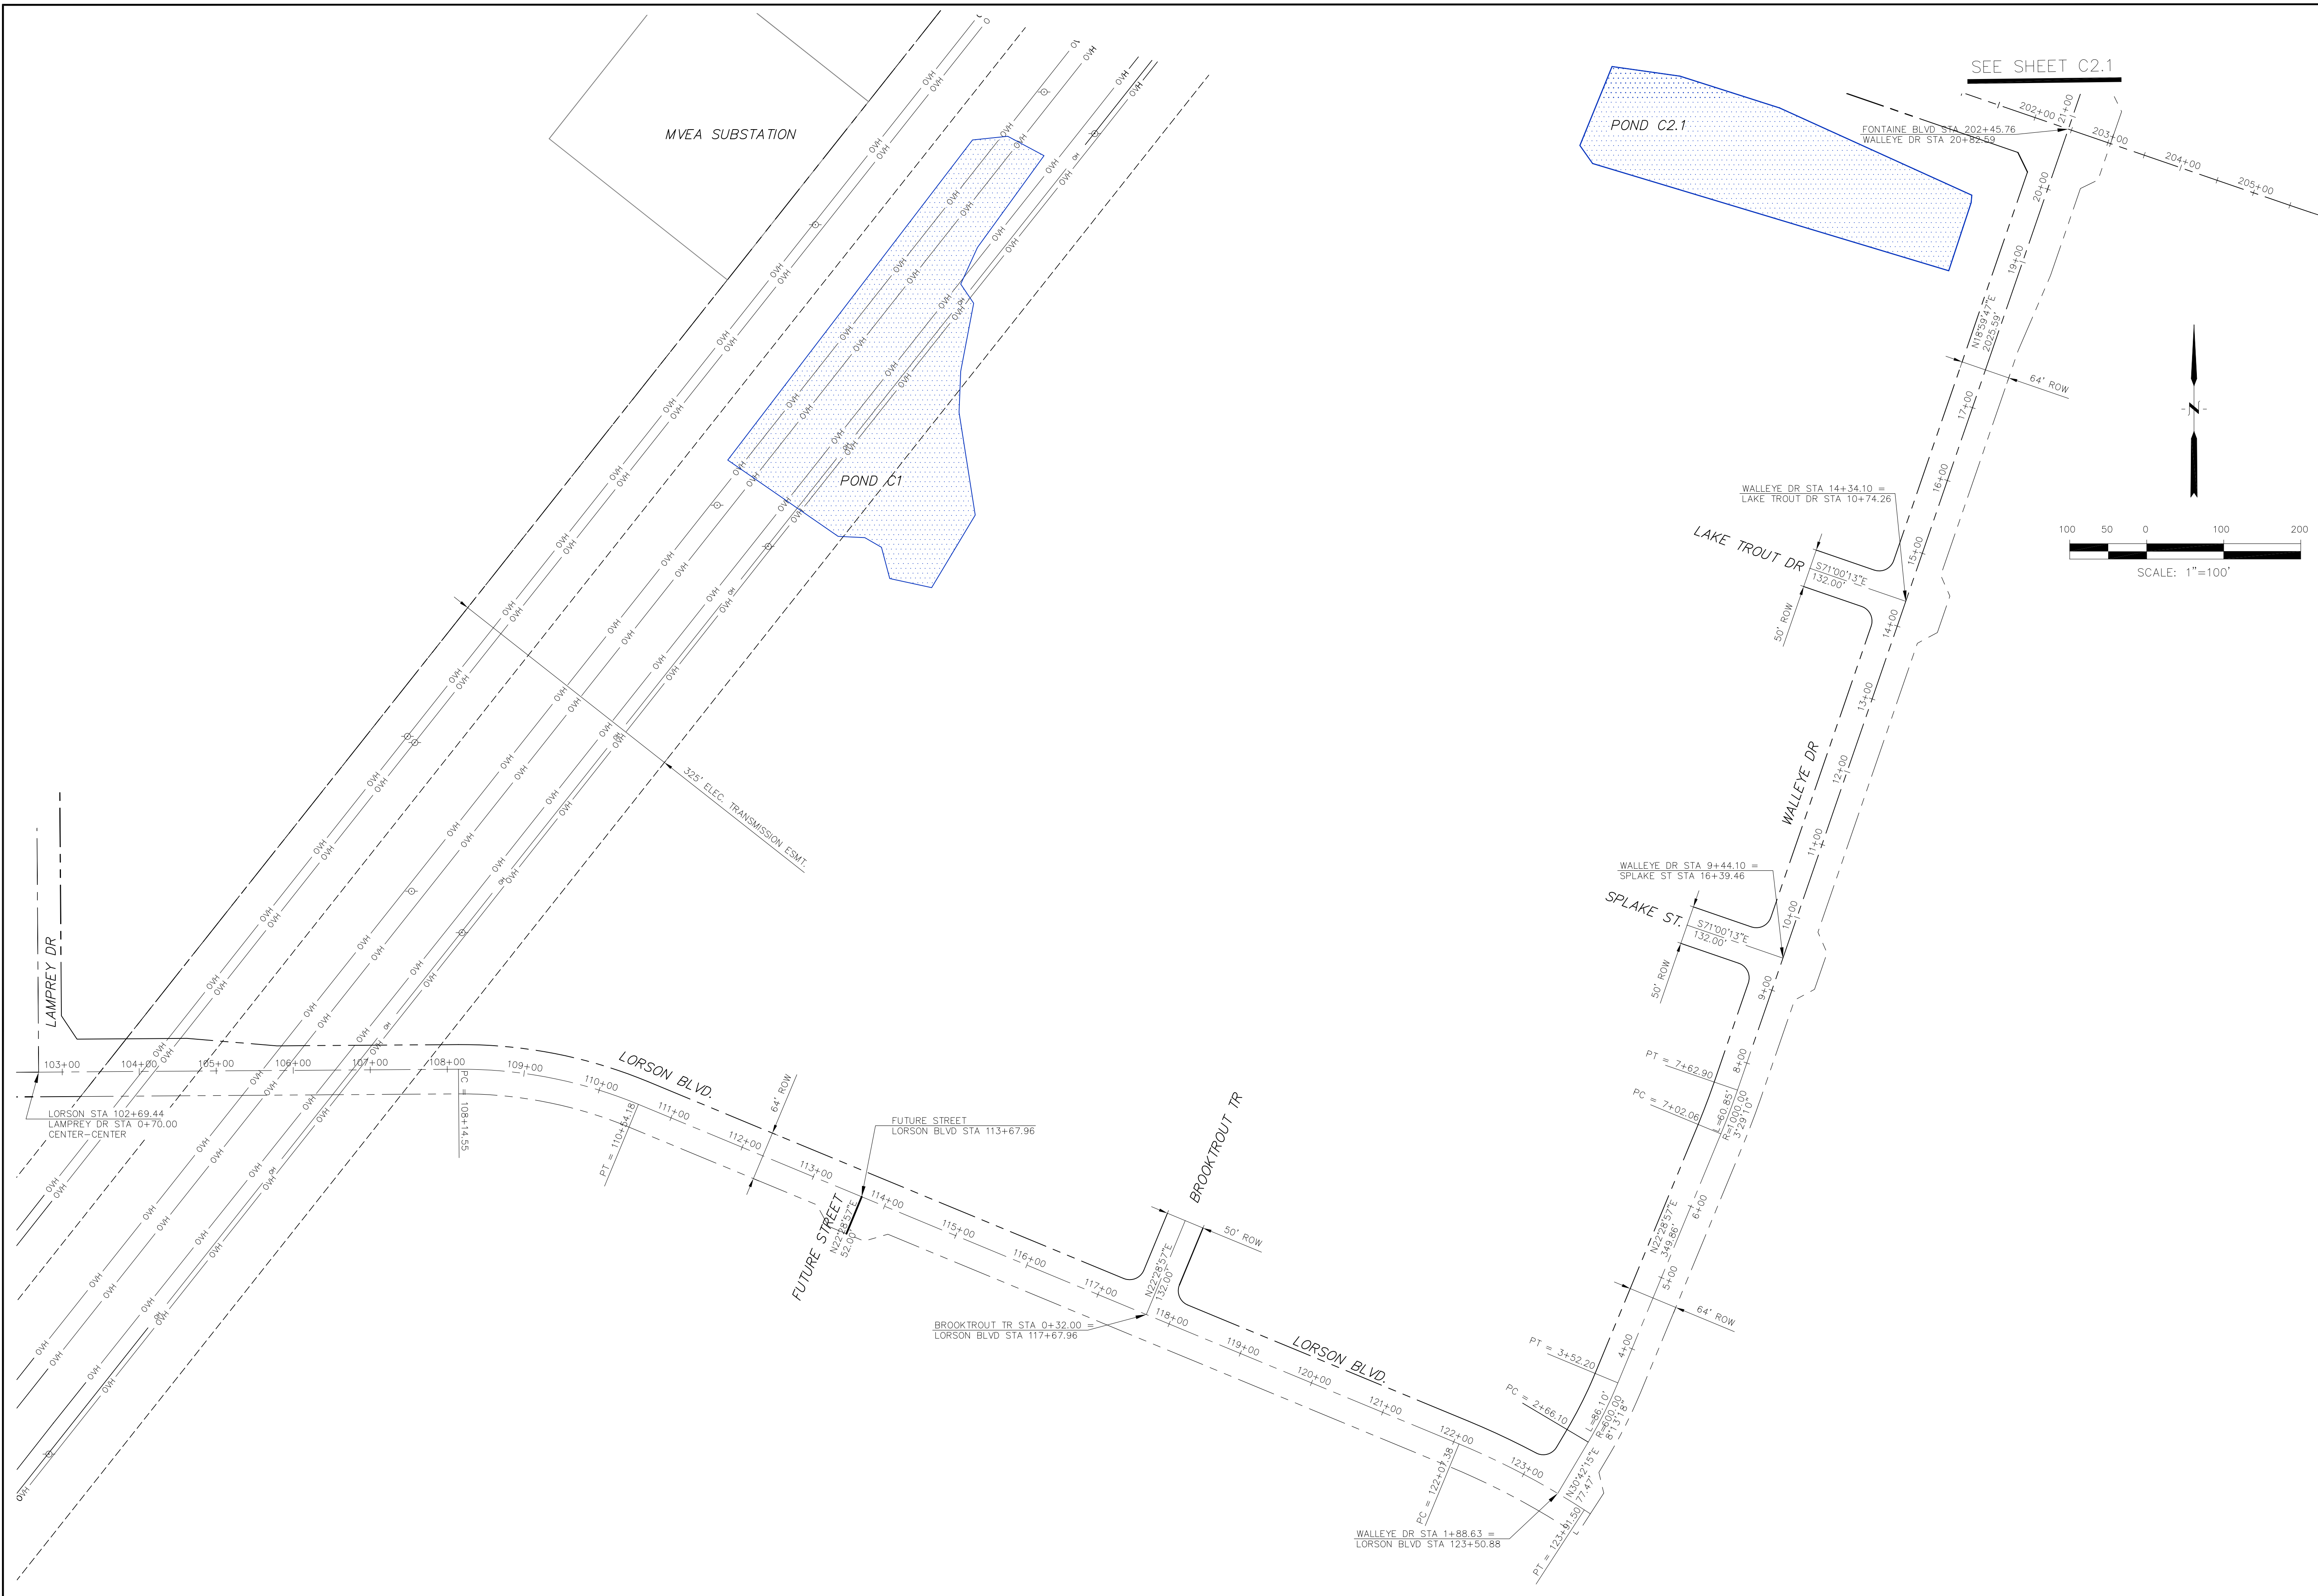 SEE SHEET C2.1
MVEA SUBSTATION
POND C2.1
FONTAINE BLVD STA 202+45.76
WALLEYE DR STA 20+82.59
202+00
21+00
203+00
204+00
205+00
20+00
19+00
N18°59'47"E
2025.59'
64' ROW
17+00
16+00
15+00
POND C1
WALLEYE DR STA 14+34.10 =
LAKE TROUT DR STA 10+74.26
LAKE TROUT DR
S71°00'13"E
132.00'
50' ROW
14+00
13+00
12+00
11+00
10+00
9+00
8+00
WALLEYE DR
100 50 0 100 200
SCALE: 1"=100'
N
325' ELEC. TRANSMISSION ESMT.
WALLEYE DR STA 9+44.10 =
SPLAKE ST STA 16+39.46
SPLAKE ST.
S71°00'13"E
132.00'
50' ROW
PT = 7+62.90
PC = 7+02.06
L=60.85'
R=1000.00
3°29'10"
6+00
N22°28'57"E
349.86'
5+00
64' ROW
4+00
PT = 3+52.20
PC = 2+66.10
L=86.10'
R=600.00
8°13'18"
N30°42'15"E
77.47'
LAMPREY DR
103+00
104+00
105+00
106+00
107+00
108+00
109+00
110+00
111+00
112+00
113+00
114+00
115+00
116+00
117+00
118+00
119+00
120+00
121+00
122+00
123+00
LORSON STA 102+69.44
LAMPREY DR STA 0+70.00
CENTER-CENTER
PC = 108+14.55
PT = 110+54.18
LORSON BLVD.
64' ROW
FUTURE STREET
LORSON BLVD STA 113+67.96
FUTURE STREET
N22°28'57"E
52.00'
BROOKTROUT TR
50' ROW
N22°28'57"E
132.00'
BROOKTROUT TR STA 0+32.00 =
LORSON BLVD STA 117+67.96
LORSON BLVD.
PC = 122+07.38
WALLEYE DR STA 1+88.63 =
LORSON BLVD STA 123+50.88
PT = 123+91.50
OVH
OH